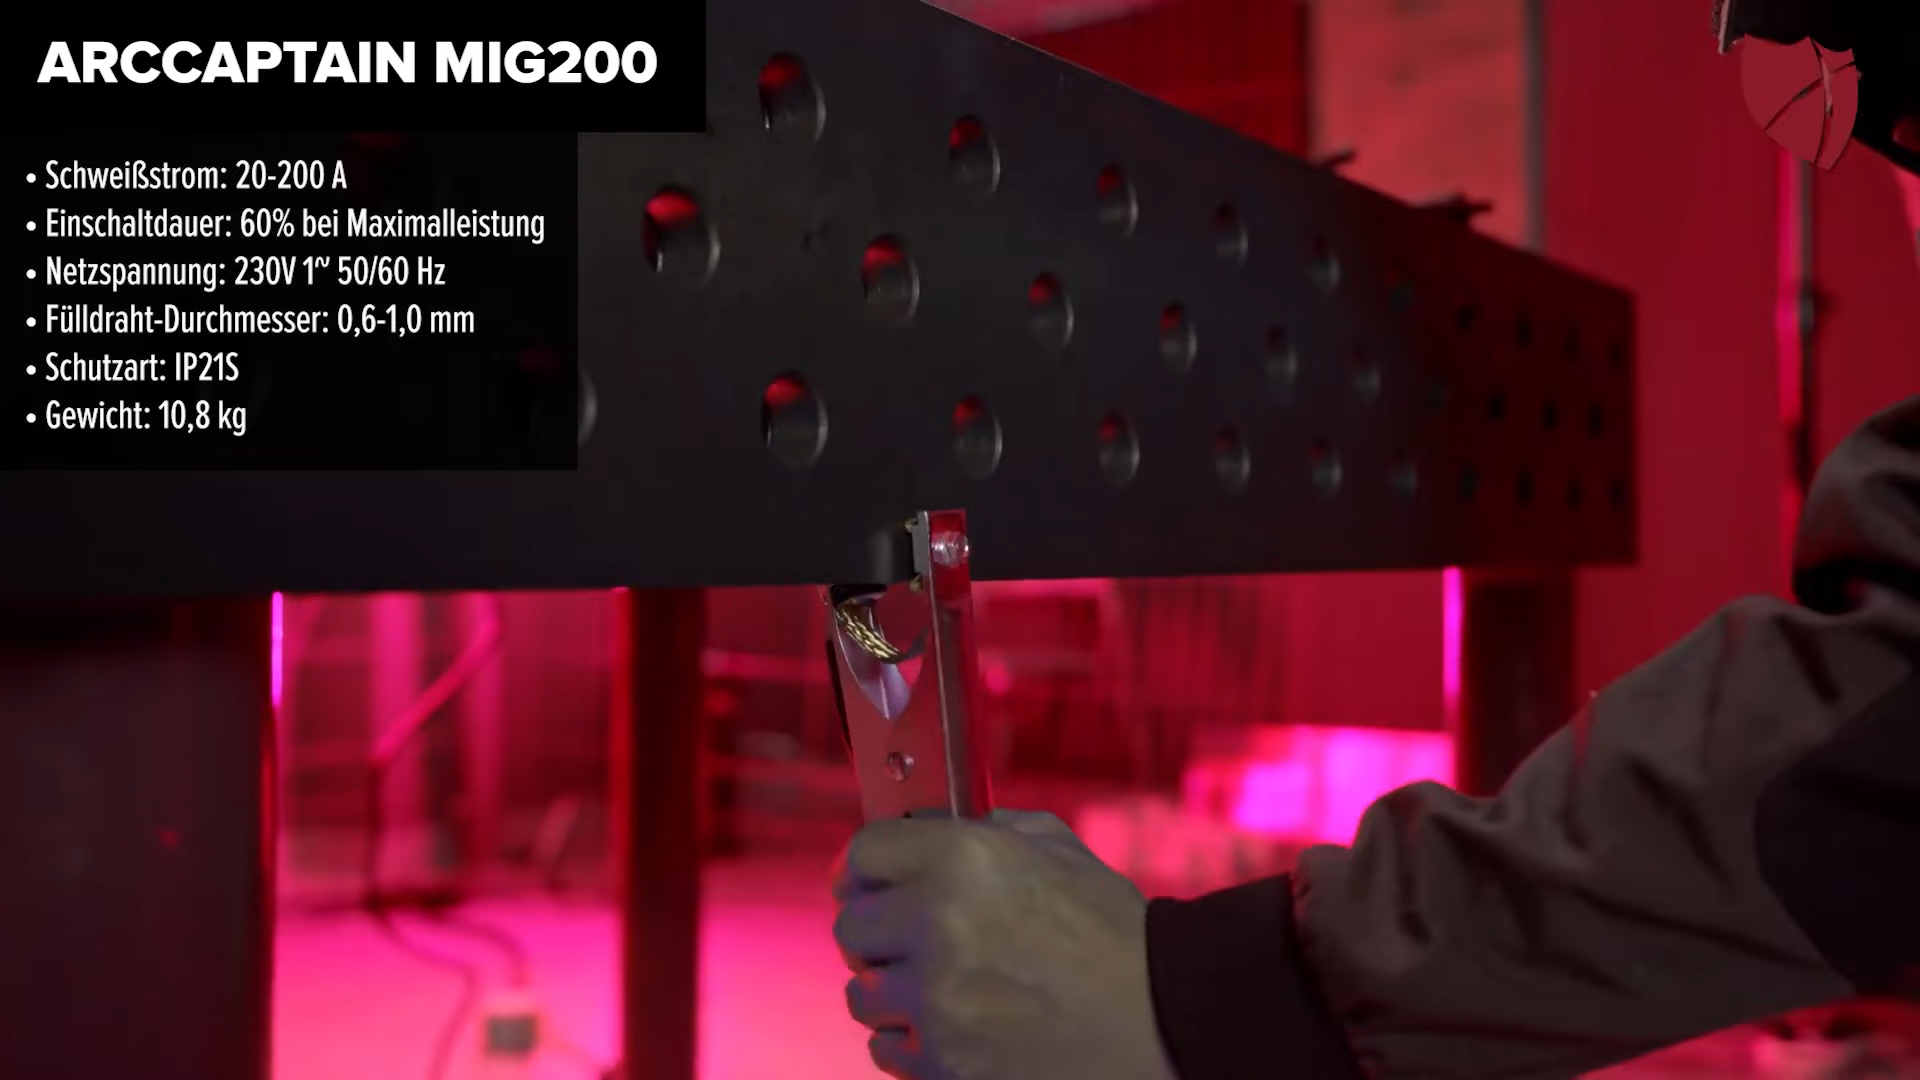 ARCCAPTAIN MIG200
• Schweißstrom: 20-200 A
• Einschaltdauer: 60% bei Maximalleistung
• Netzspannung: 230V 1~ 50/60 Hz
• Fülldraht-Durchmesser: 0,6-1,0 mm
• Schutzart: IP21S
• Gewicht: 10,8 kg